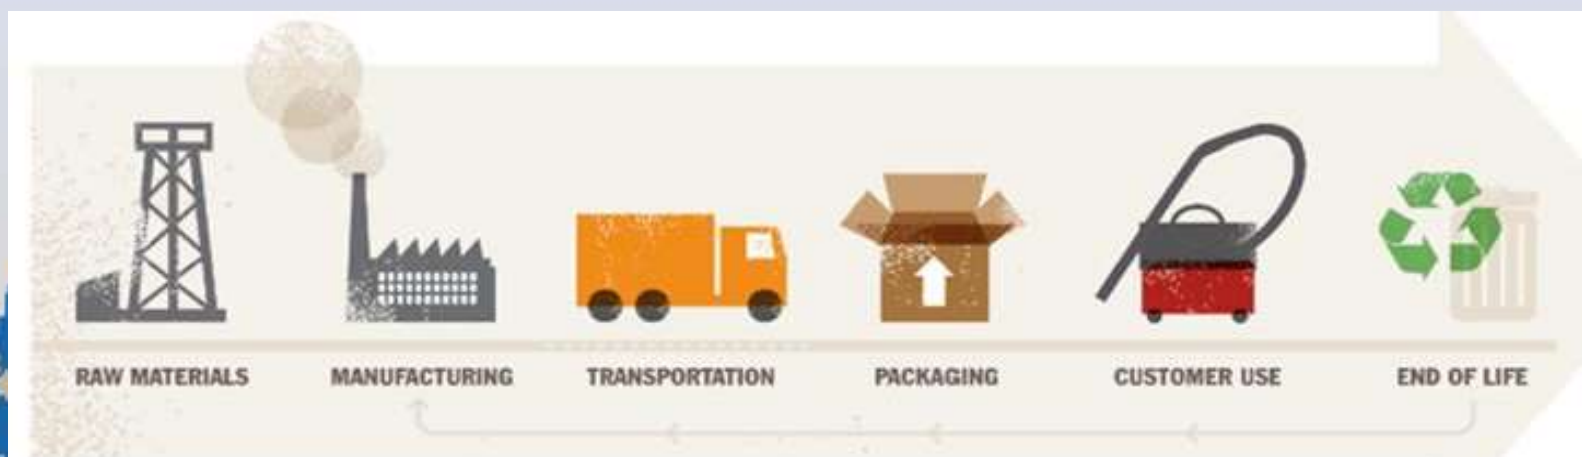 RAW MATERIALS MANUFACTURING TRANSPORTATION PACKAGING CUSTOMER USE END OF LIFE